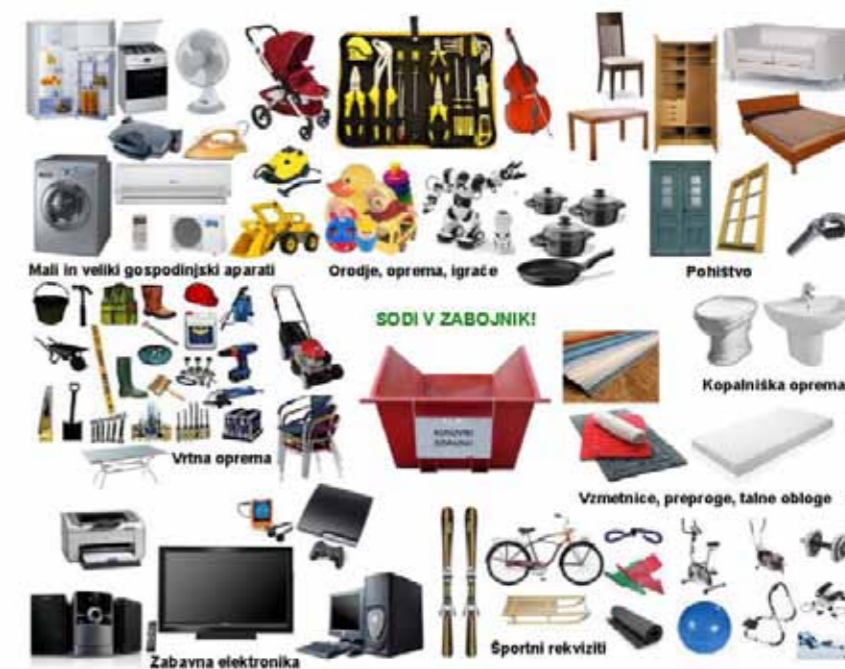 Mali in veliki gospodinjski aparati
Orodje, oprema, igrače
Pohištvo
SODI V ZABOJNIK!
Kopalniška oprema
Vrtna oprema
Vzmetnice, preproge, talne obloge
Športni rekviziti
Zabavna elektronika